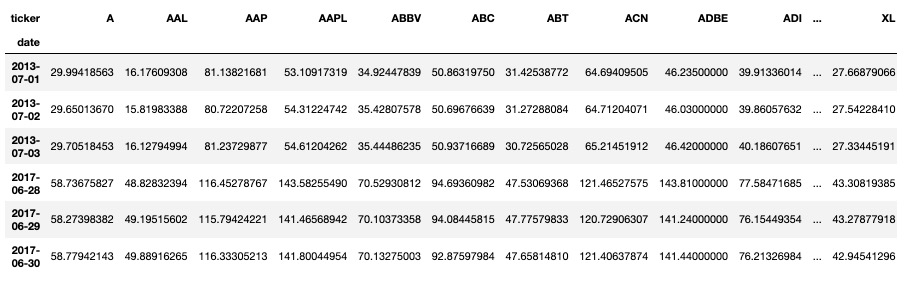 ticker A AAL AAP AAPL ABBV ABC ABT ACN ADBE ADI ... XL
date
2013-07-01 29.99418563 16.17609308 81.13821681 53.10917319 34.92447839 50.86319750 31.42538772 64.69409505 46.23500000 39.91336014 ... 27.66879066
2013-07-02 29.65013670 15.81983388 80.72207258 54.31224742 35.42807578 50.69676639 31.27288084 64.71204071 46.03000000 39.86057632 ... 27.54228410
2013-07-03 29.70518453 16.12794994 81.23729877 54.61204262 35.44486235 50.93716689 30.72565028 65.21451912 46.42000000 40.18607651 ... 27.33445191
2017-06-28 58.73675827 48.82832394 116.45278767 143.58255490 70.52930812 94.69360982 47.53069368 121.46527575 143.81000000 77.58471685 ... 43.30819385
2017-06-29 58.27398382 49.19515602 115.79424221 141.46568942 70.10373358 94.08445815 47.77579833 120.72906307 141.24000000 76.15449354 ... 43.27877918
2017-06-30 58.77942143 49.88916265 116.33305213 141.80044954 70.13275003 92.87597984 47.65814810 121.40637874 141.44000000 76.21326984 ... 42.94541296